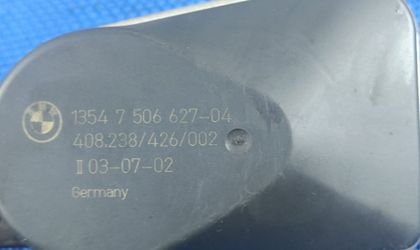 1354 7 506 627-04
408.238/426/002
II 03-07-02
Germany